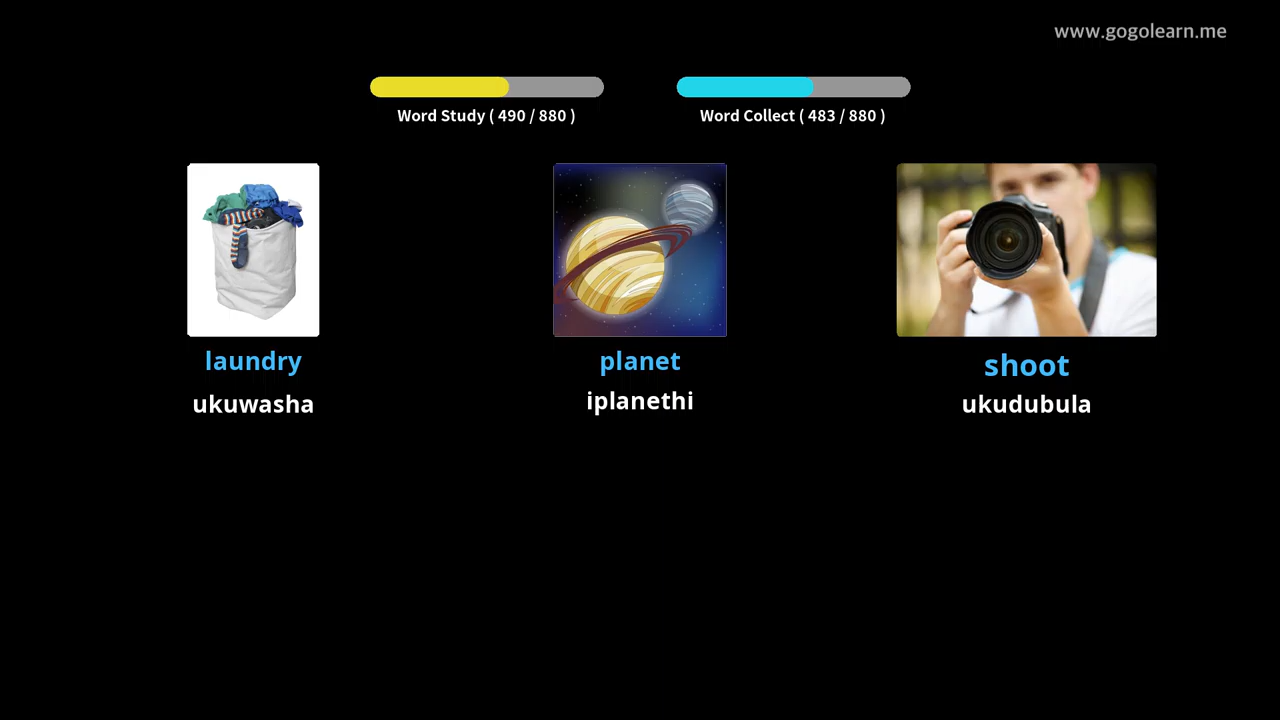 www.gogolearn.me
Word Study ( 490 / 880 )
Word Collect ( 483 / 880 )
laundry
ukuwasha
planet
iplanethi
shoot
ukudubula